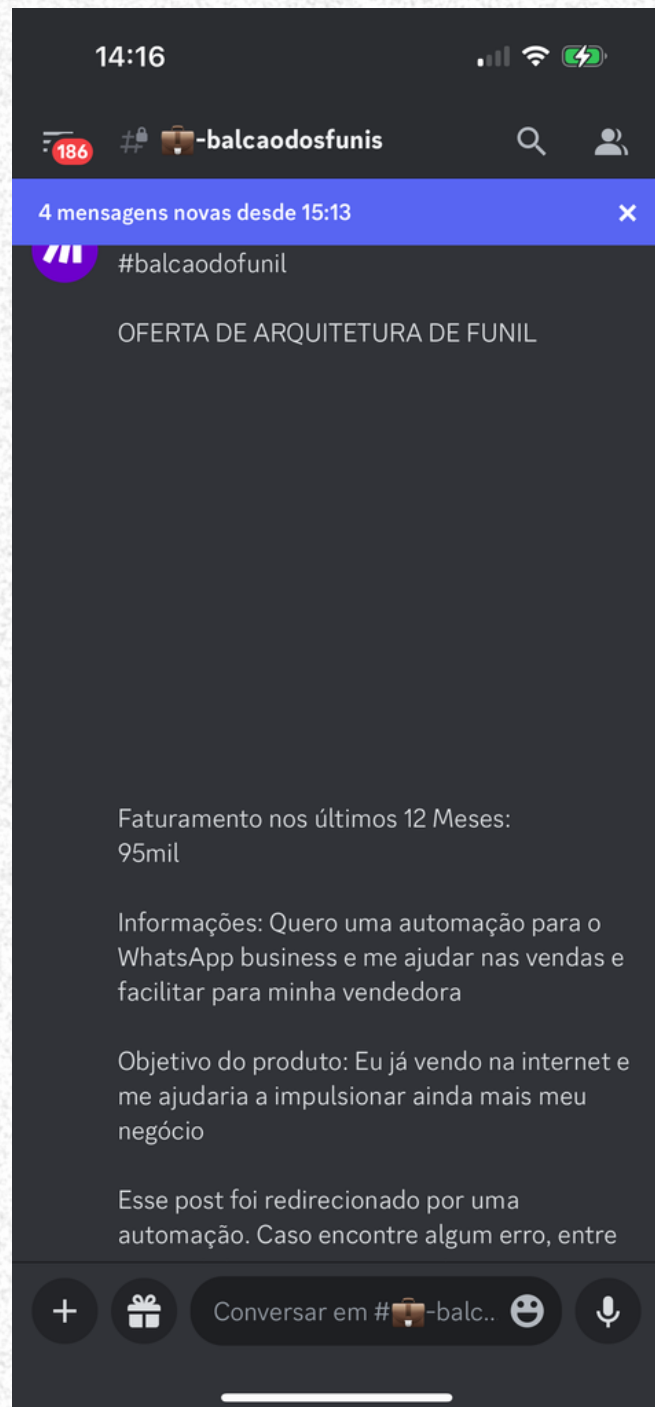 14:16
186
#💼-balcaodosfunis
4 mensagens novas desde 15:13
#balcaodofunil
OFERTA DE ARQUITETURA DE FUNIL
Faturamento nos últimos 12 Meses:
95mil
Informações: Quero uma automação para o
WhatsApp business e me ajudar nas vendas e
facilitar para minha vendedora
Objetivo do produto: Eu já vendo na internet e
me ajudaria a impulsionar ainda mais meu
negócio
Esse post foi redirecionado por uma
automação. Caso encontre algum erro, entre
Conversar em #💼-balc..